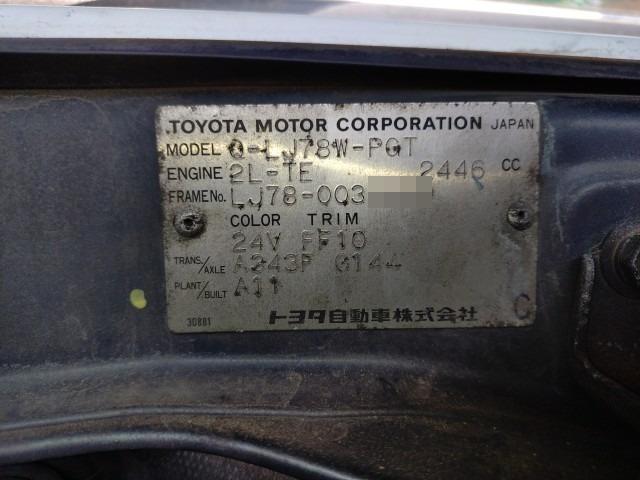 TOYOTA MOTOR CORPORATION JAPAN
MODEL Q-LJ78W-PGT
ENGINE 2L-TE 2446 CC
FRAME No. LJ78-003
COLOR TRIM
24V FF10
TRANS./AXLE A343F G144
PLANT/BUILT A11
C
30881 トヨタ自動車株式会社